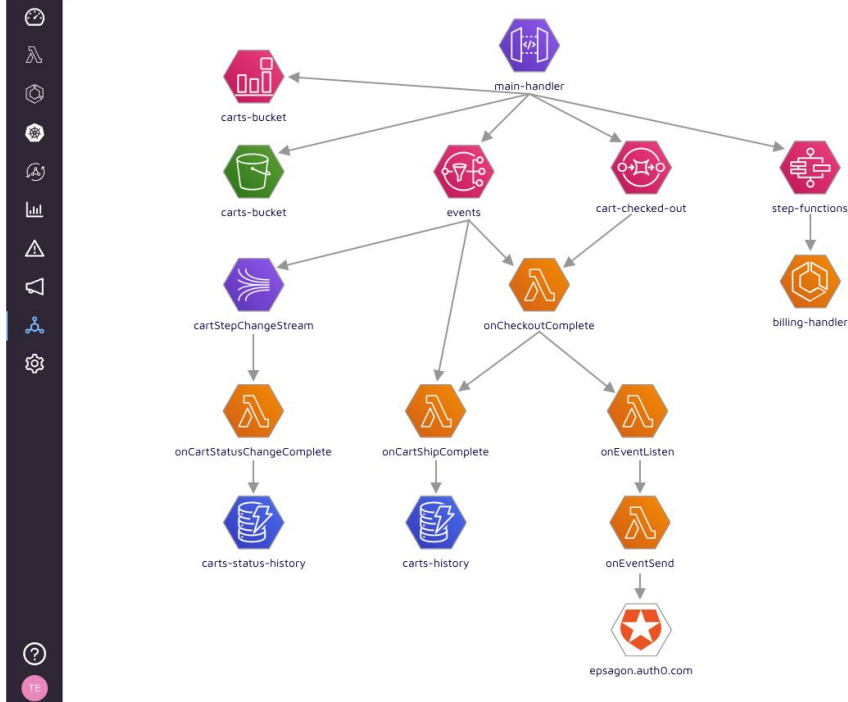 main-handler
carts-bucket
carts-bucket
events
cart-checked-out
step-functions
cartStepChangeStream
onCheckoutComplete
billing-handler
onCartStatusChangeComplete
onCartShipComplete
onEventListen
carts-status-history
carts-history
onEventSend
epsagon.auth0.com
TE